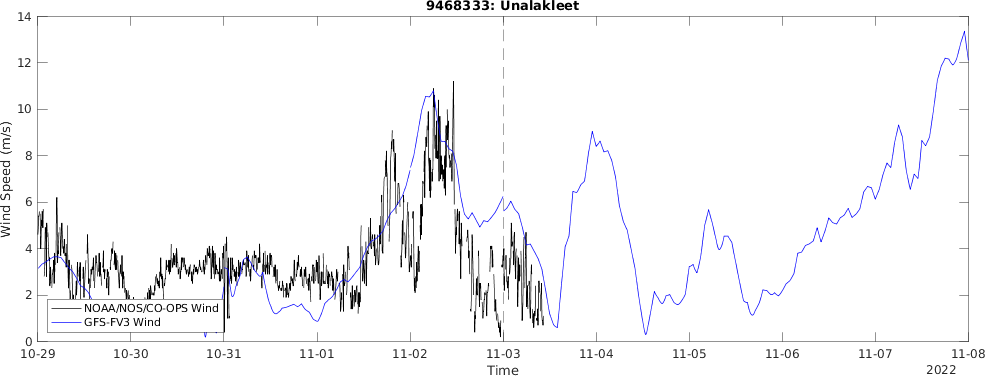 9468333: Unalakleet
14
12
10
8
6
4
2
0
Wind Speed (m/s)
NOAA/NOS/CO-OPS Wind
GFS-FV3 Wind
10-29 10-30 10-31 11-01 11-02 11-03 11-04 11-05 11-06 11-07 11-08
Time
2022